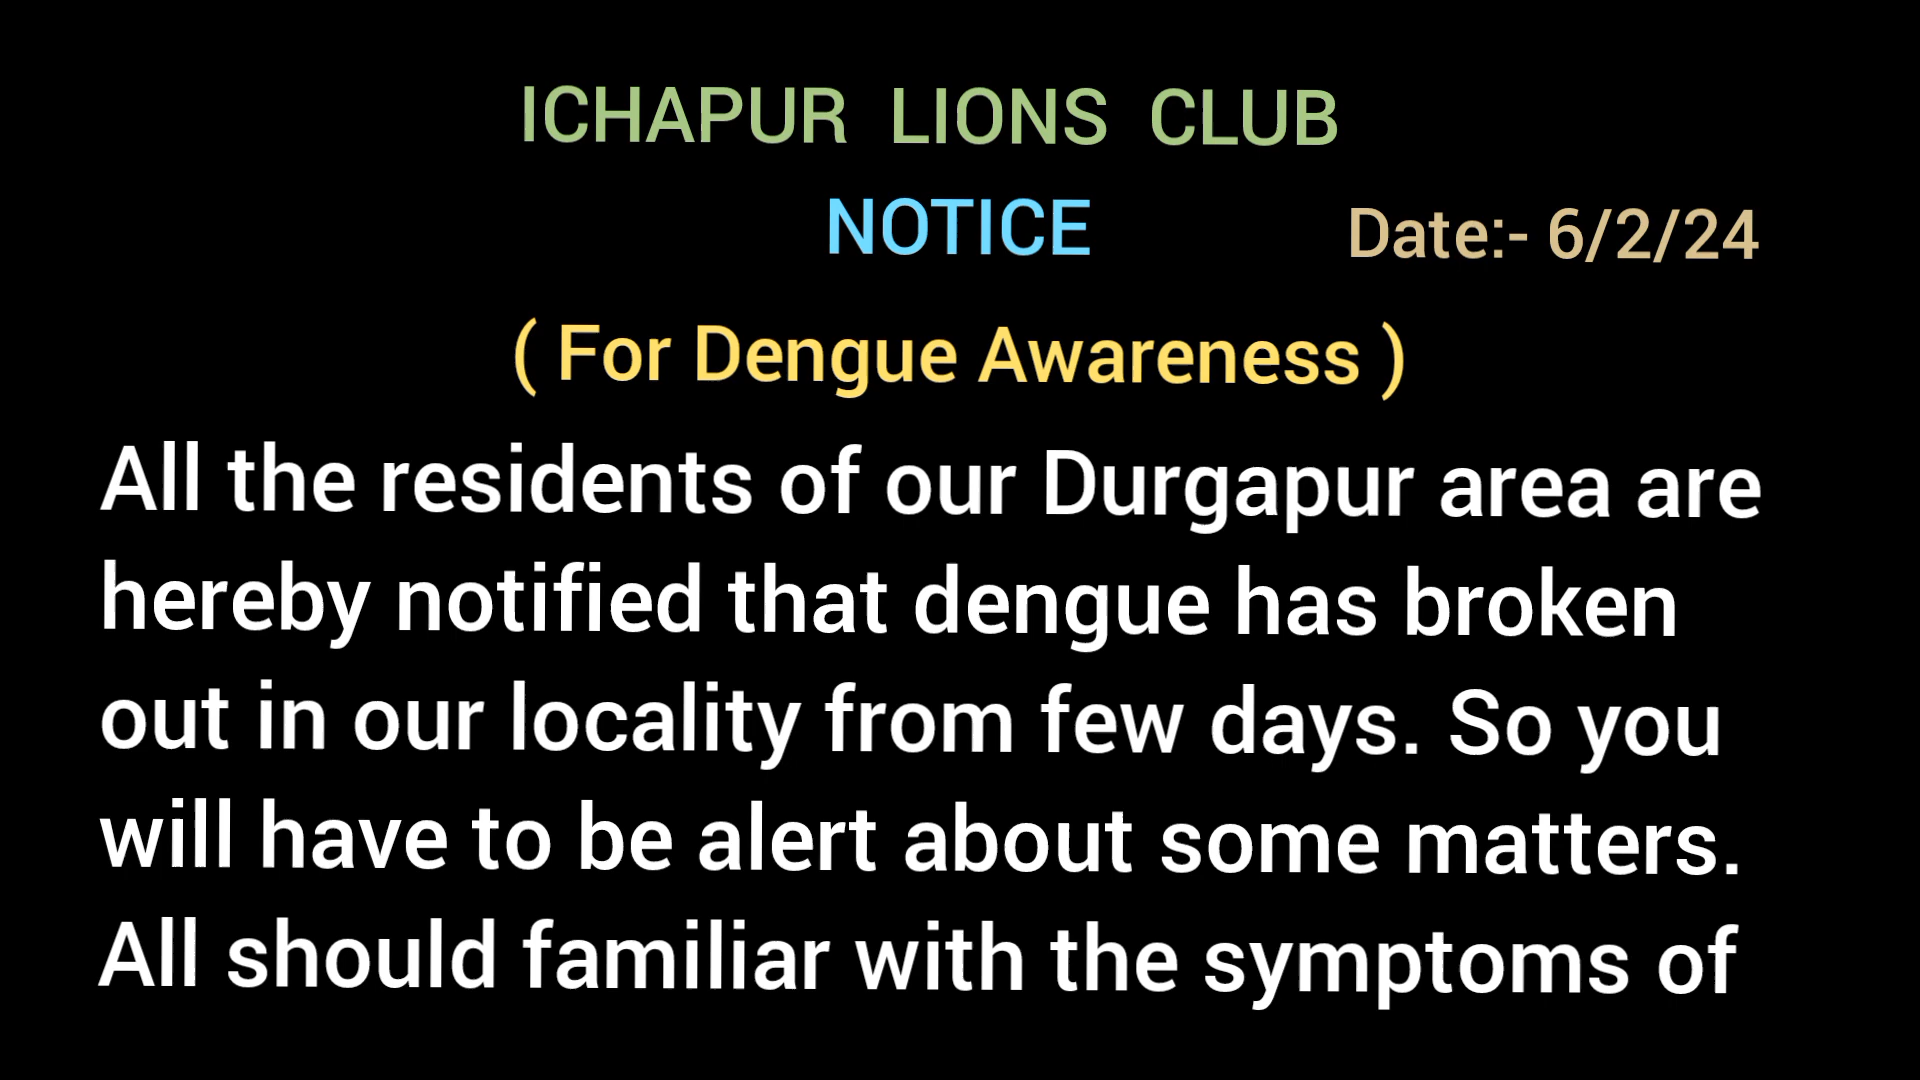 ICHAPUR LIONS CLUB
NOTICE Date:- 6/2/24
( For Dengue Awareness )
All the residents of our Durgapur area are
hereby notified that dengue has broken
out in our locality from few days. So you
will have to be alert about some matters.
All should familiar with the symptoms of